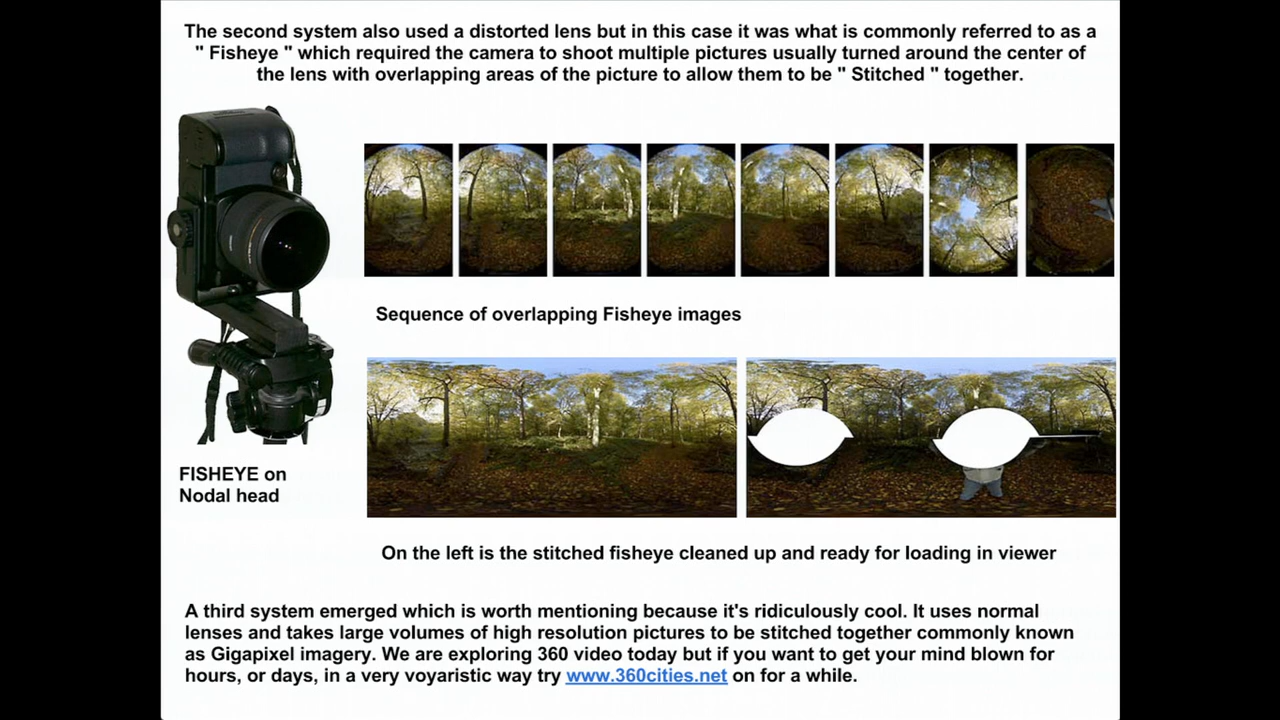 The second system also used a distorted lens but in this case it was what is commonly referred to as a
" Fisheye " which required the camera to shoot multiple pictures usually turned around the center of
the lens with overlapping areas of the picture to allow them to be " Stitched " together.
Sequence of overlapping Fisheye images
FISHEYE on
Nodal head
On the left is the stitched fisheye cleaned up and ready for loading in viewer
A third system emerged which is worth mentioning because it's ridiculously cool. It uses normal
lenses and takes large volumes of high resolution pictures to be stitched together commonly known
as Gigapixel imagery. We are exploring 360 video today but if you want to get your mind blown for
hours, or days, in a very voyaristic way try www.360cities.net on for a while.